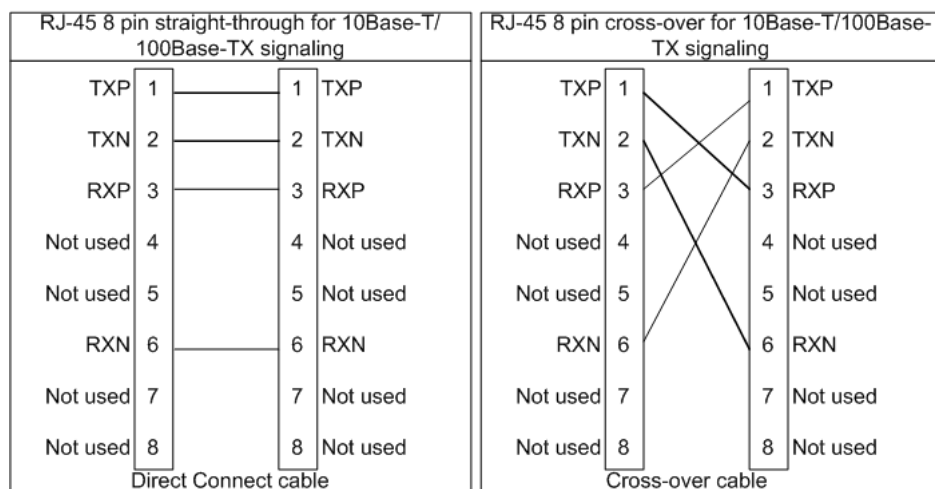 RJ-45 8 pin straight-through for 10Base-T/
100Base-TX signaling
TXP 1 1 TXP
TXN 2 2 TXN
RXP 3 3 RXP
Not used 4 4 Not used
Not used 5 5 Not used
RXN 6 6 RXN
Not used 7 7 Not used
Not used 8 8 Not used
Direct Connect cable
RJ-45 8 pin cross-over for 10Base-T/100Base-
TX signaling
TXP 1 1 TXP
TXN 2 2 TXN
RXP 3 3 RXP
Not used 4 4 Not used
Not used 5 5 Not used
RXN 6 6 RXN
Not used 7 7 Not used
Not used 8 8 Not used
Cross-over cable